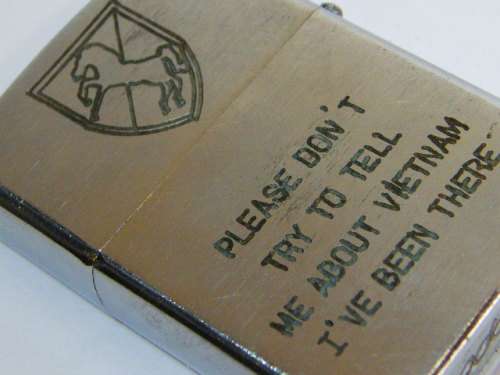 PLEASE DON'T
TRY TO TELL
ME ABOUT VIETNAM
I'VE BEEN THERE